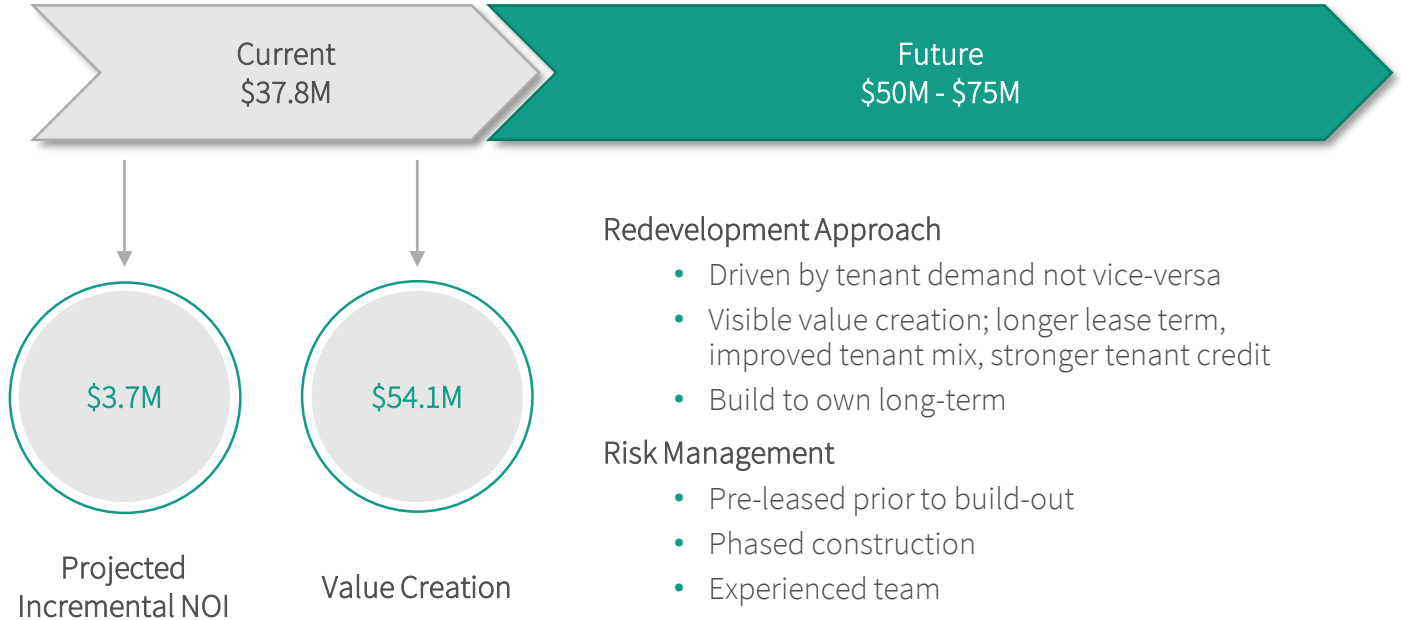 Current
$37.8M
Future
$50M - $75M
$3.7M
Projected
Incremental NOI
$54.1M
Value Creation
Redevelopment Approach
• Driven by tenant demand not vice-versa
• Visible value creation; longer lease term,
improved tenant mix, stronger tenant credit
• Build to own long-term
Risk Management
• Pre-leased prior to build-out
• Phased construction
• Experienced team